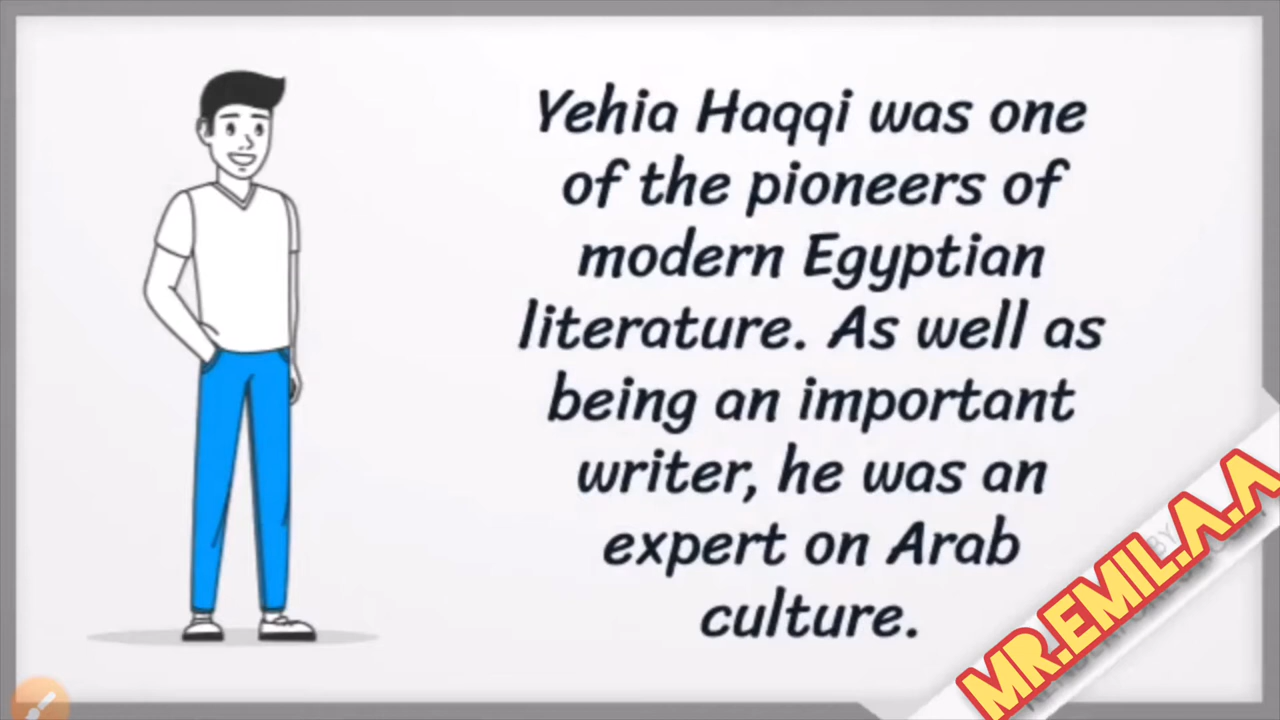 Yehia Haqqi was one
of the pioneers of
modern Egyptian
literature. As well as
being an important
writer, he was an
expert on Arab
culture.
MR.EMIL.A.A